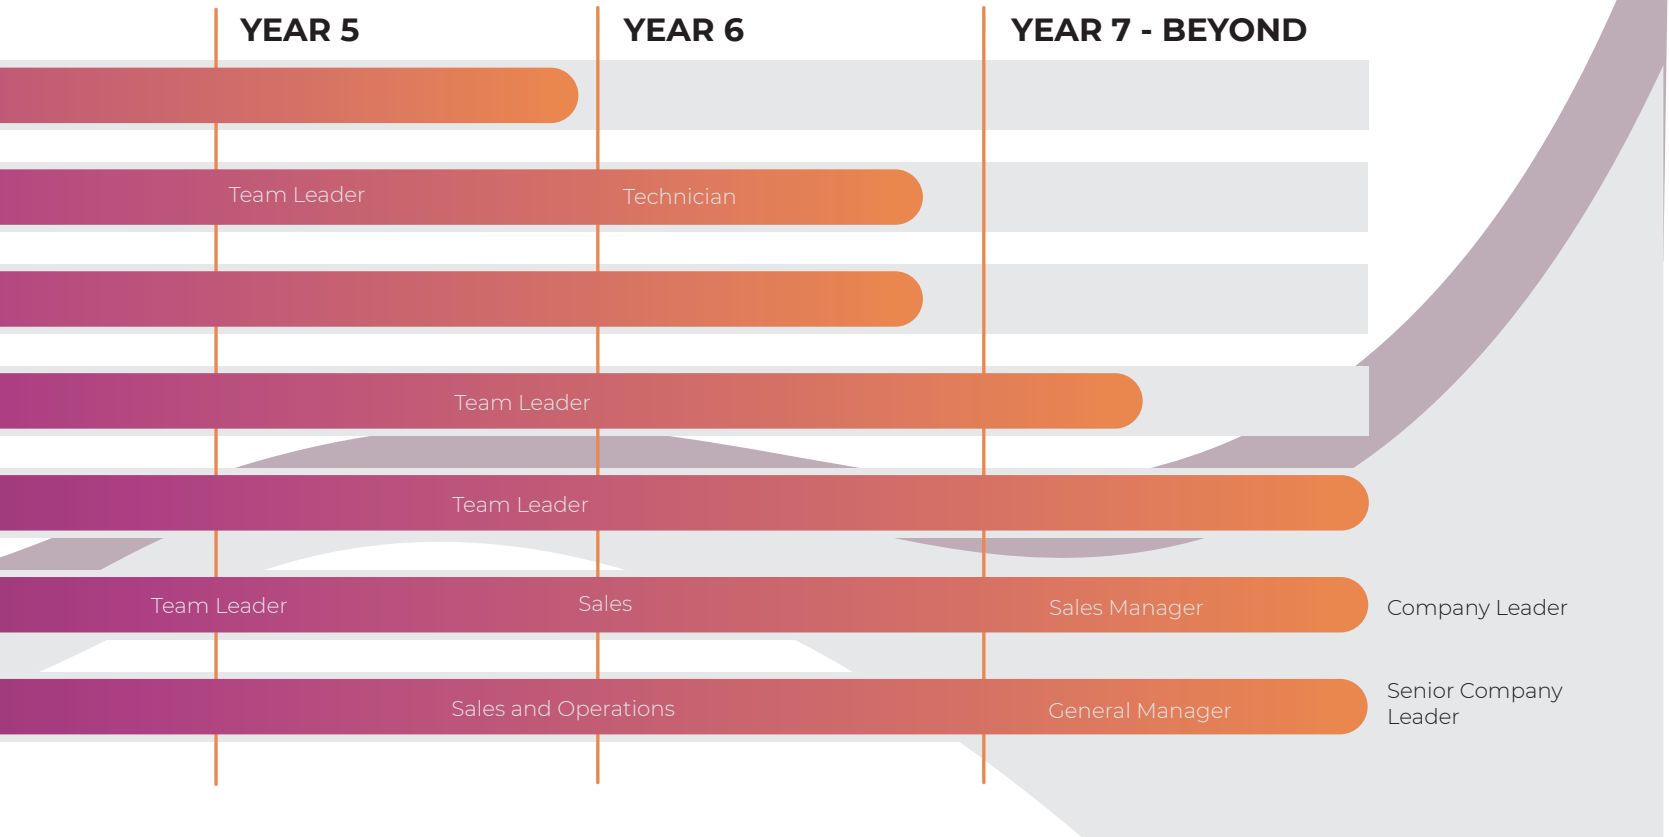 YEAR 5
YEAR 6
YEAR 7 - BEYOND
Team Leader
Technician
Team Leader
Team Leader
Team Leader
Sales
Sales Manager
Company Leader
Sales and Operations
General Manager
Senior Company
Leader